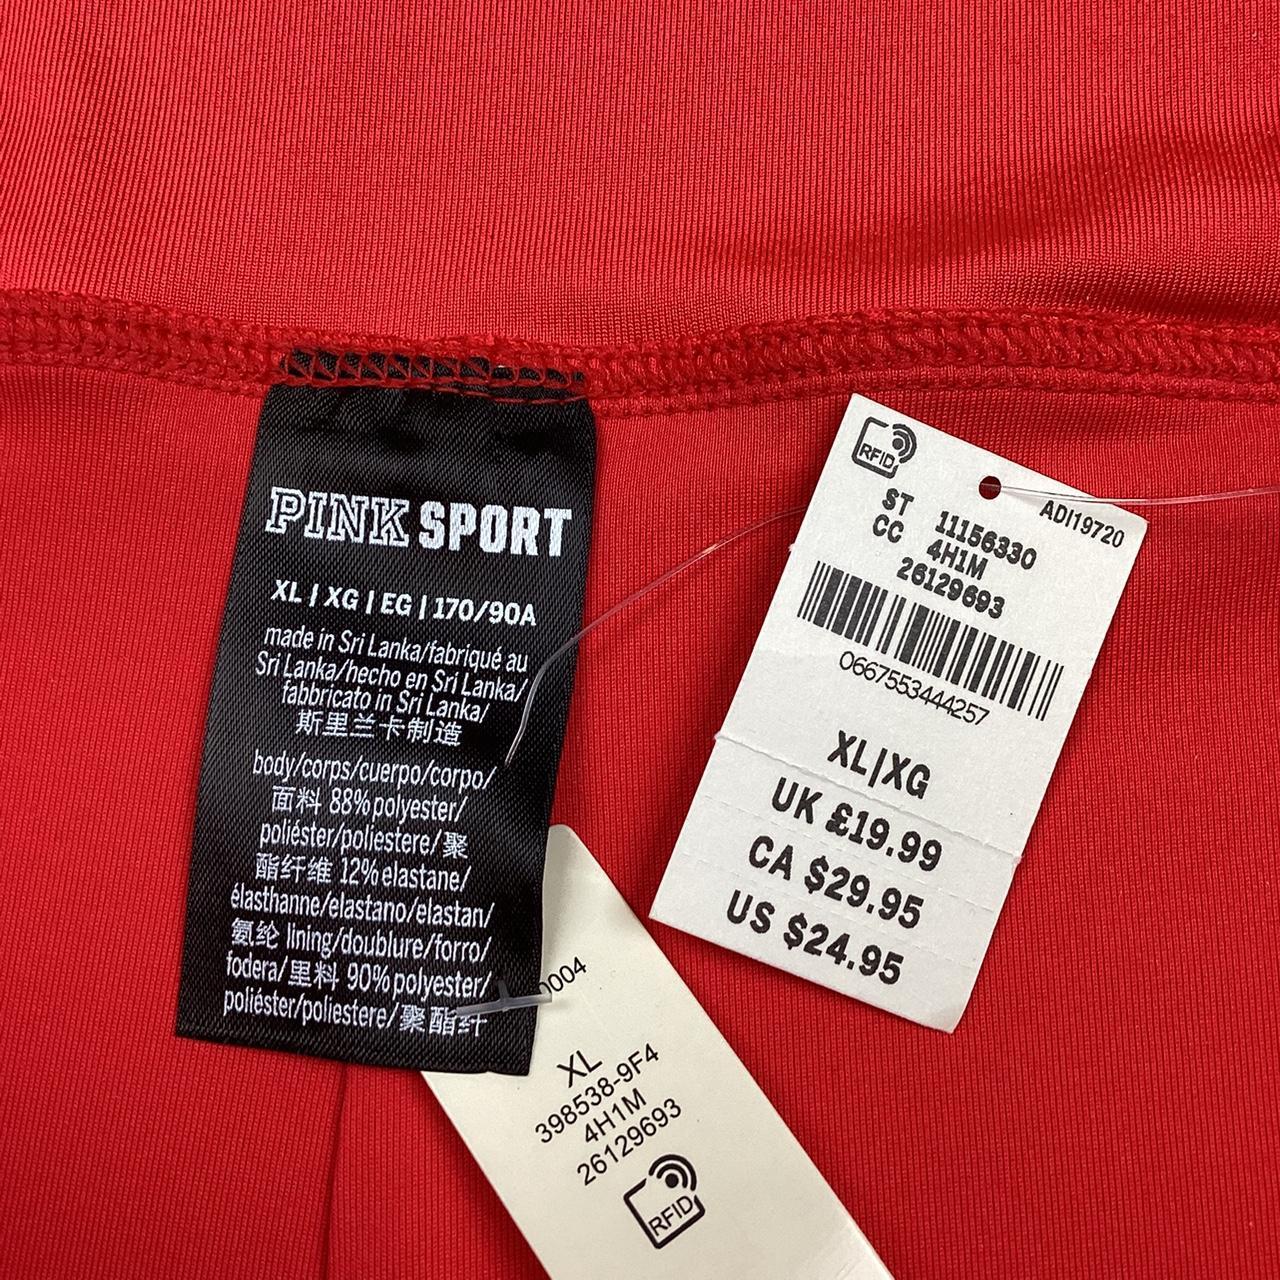 PINK SPORT
XL | XG | EG | 170/90A
made in Sri Lanka/fabriqué au
Sri Lanka/hecho en Sri Lanka/
fabbricato in Sri Lanka/
斯里兰卡制造
body/corps/cuerpo/corpo/
面料 88%polyester/
poliéster/poliestere/聚
酯纤维 12%elastane/
élasthanne/elastano/elastan/
氨纶 lining/doublure/forro/
fodera/里料 90%polyester/
poliéster/poliestere/聚酯纤
RFID
ADI19720
ST 11156330
CC 4H1M
26129693
0667553444257
XL|XG
UK £19.99
CA $29.95
US $24.95
XL
398538-9F4
4H1M
26129693
RFID